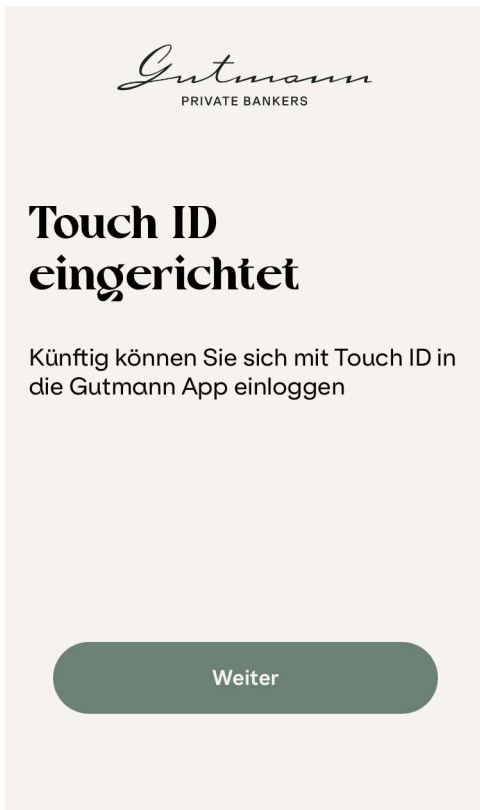 Gutmann
PRIVATE BANKERS
Touch ID
eingerichtet
Künftig können Sie sich mit Touch ID in
die Gutmann App einloggen
Weiter